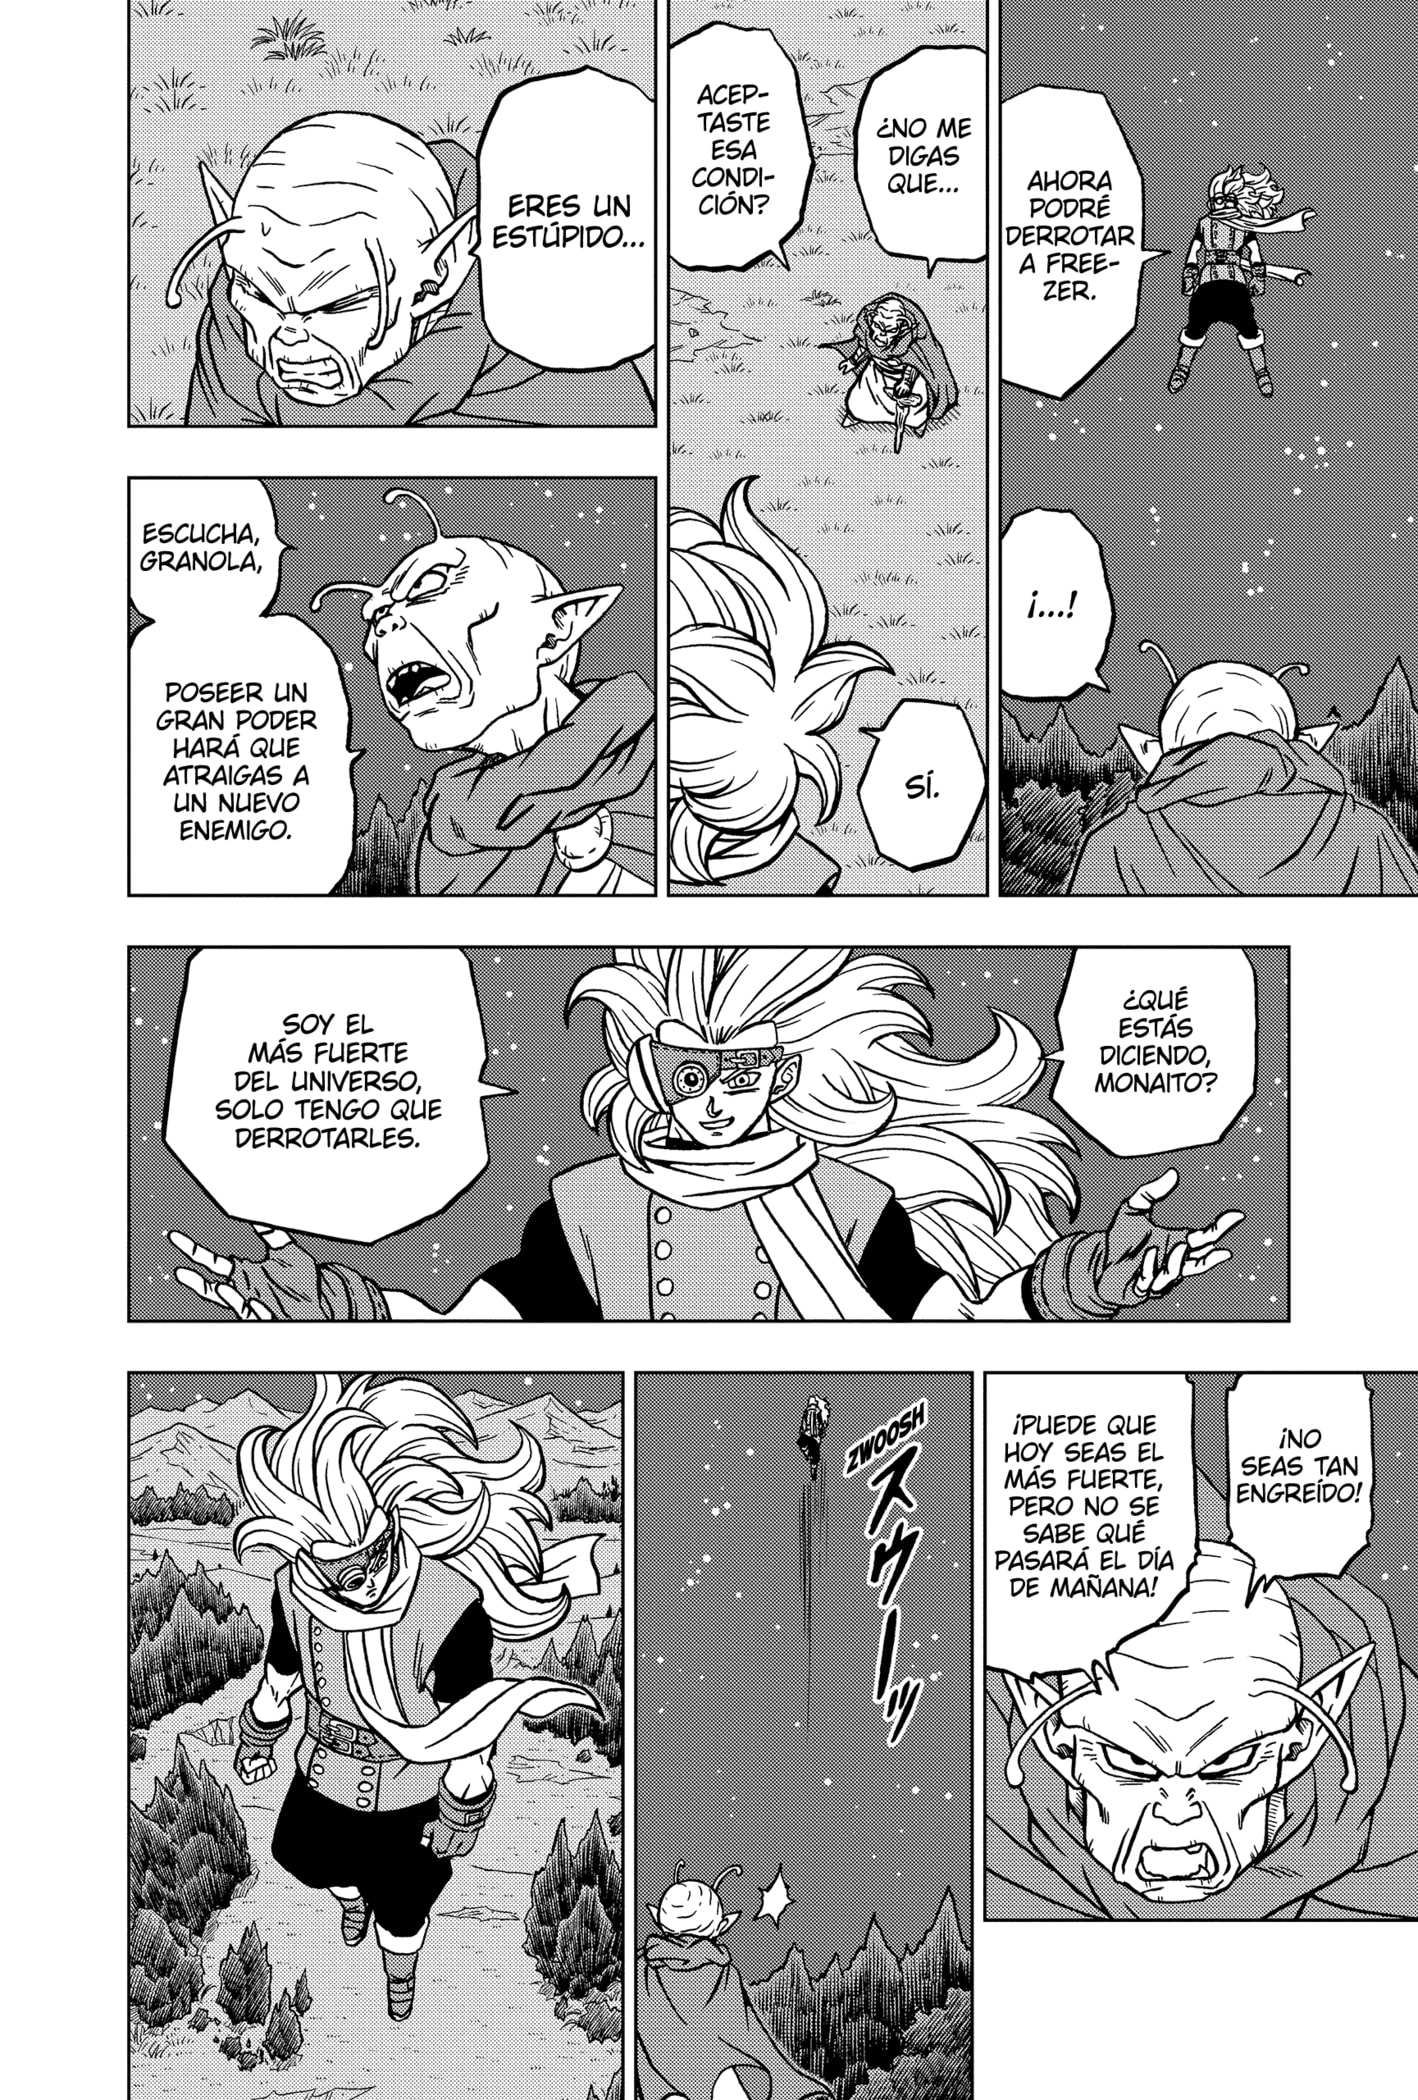 AHORA
PODRÉ
DERROTAR
A FREE-
ZER.
¡...!
¿NO ME
DIGAS
QUE...
ACEP-
TASTE
ESA
CONDI-
CIÓN?
SÍ.
ERES UN
ESTÚPIDO...
ESCUCHA,
GRANOLA,
POSEER UN
GRAN PODER
HARÁ QUE
ATRAIGAS A
UN NUEVO
ENEMIGO.
¿QUÉ
ESTÁS
DICIENDO,
MONAITO?
SOY EL
MÁS FUERTE
DEL UNIVERSO,
SOLO TENGO QUE
DERROTARLES.
¡NO
SEAS TAN
ENGREÍDO!
¡PUEDE QUE
HOY SEAS EL
MÁS FUERTE,
PERO NO SE
SABE QUÉ
PASARÁ EL DÍA
DE MAÑANA!
ZWOOSH
スウーッ